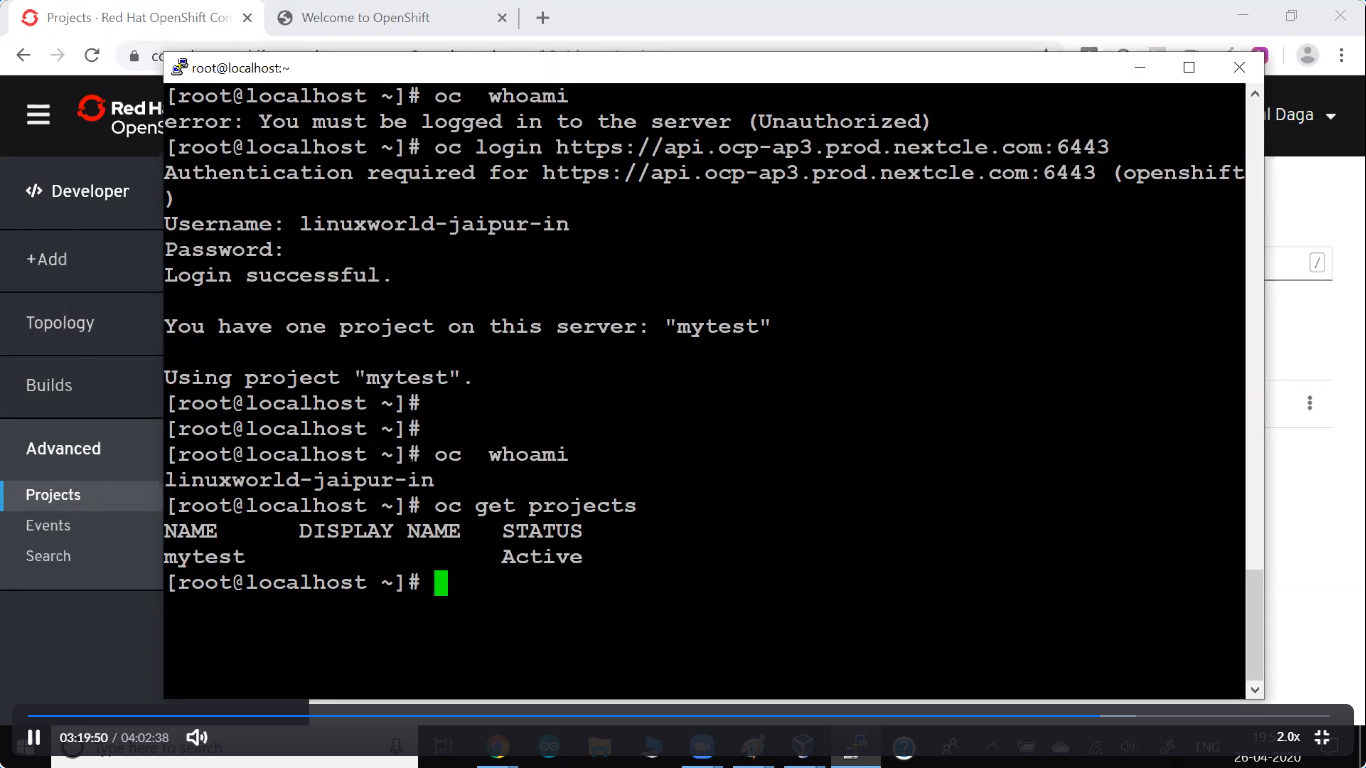 Projects · Red Hat OpenShift Con
Welcome to OpenShift
root@localhost:~
Red Ha
OpenSh
l Daga
[root@localhost ~]# oc  whoami
error: You must be logged in to the server (Unauthorized)
[root@localhost ~]# oc login https://api.ocp-ap3.prod.nextcle.com:6443
Authentication required for https://api.ocp-ap3.prod.nextcle.com:6443 (openshift
)
Username: linuxworld-jaipur-in
Password:
Login successful.
You have one project on this server: "mytest"
Using project "mytest".
[root@localhost ~]#
[root@localhost ~]#
[root@localhost ~]# oc  whoami
linuxworld-jaipur-in
[root@localhost ~]# oc get projects
NAME      DISPLAY NAME   STATUS
mytest                   Active
[root@localhost ~]#
</> Developer
+Add
Topology
Builds
Advanced
Projects
Events
Search
/
03:19:50 / 04:02:38
Type here to search
ENG
2.0x
26-04-2020